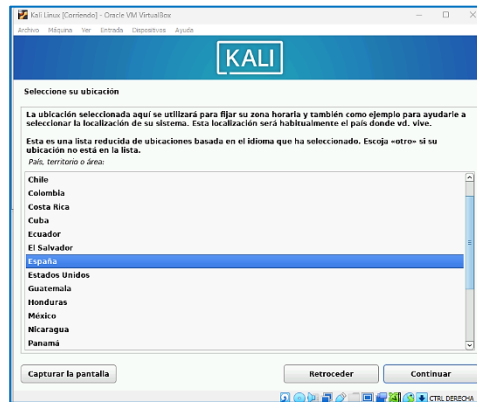 Kali Linux [Corriendo] - Oracle VM VirtualBox
Archivo Máquina Ver Entrada Dispositivos Ayuda
KALI
Seleccione su ubicación
La ubicación seleccionada aquí se utilizará para fijar su zona horaria y también como ejemplo para ayudarle a
seleccionar la localización de su sistema. Esta localización será habitualmente el país donde vd. vive.
Esta es una lista reducida de ubicaciones basada en el idioma que ha seleccionado. Escoja «otro» si su
ubicación no está en la lista.
País, territorio o área:
Chile
Colombia
Costa Rica
Cuba
Ecuador
El Salvador
España
Estados Unidos
Guatemala
Honduras
México
Nicaragua
Panamá
Capturar la pantalla Retroceder Continuar
CTRL DERECHA